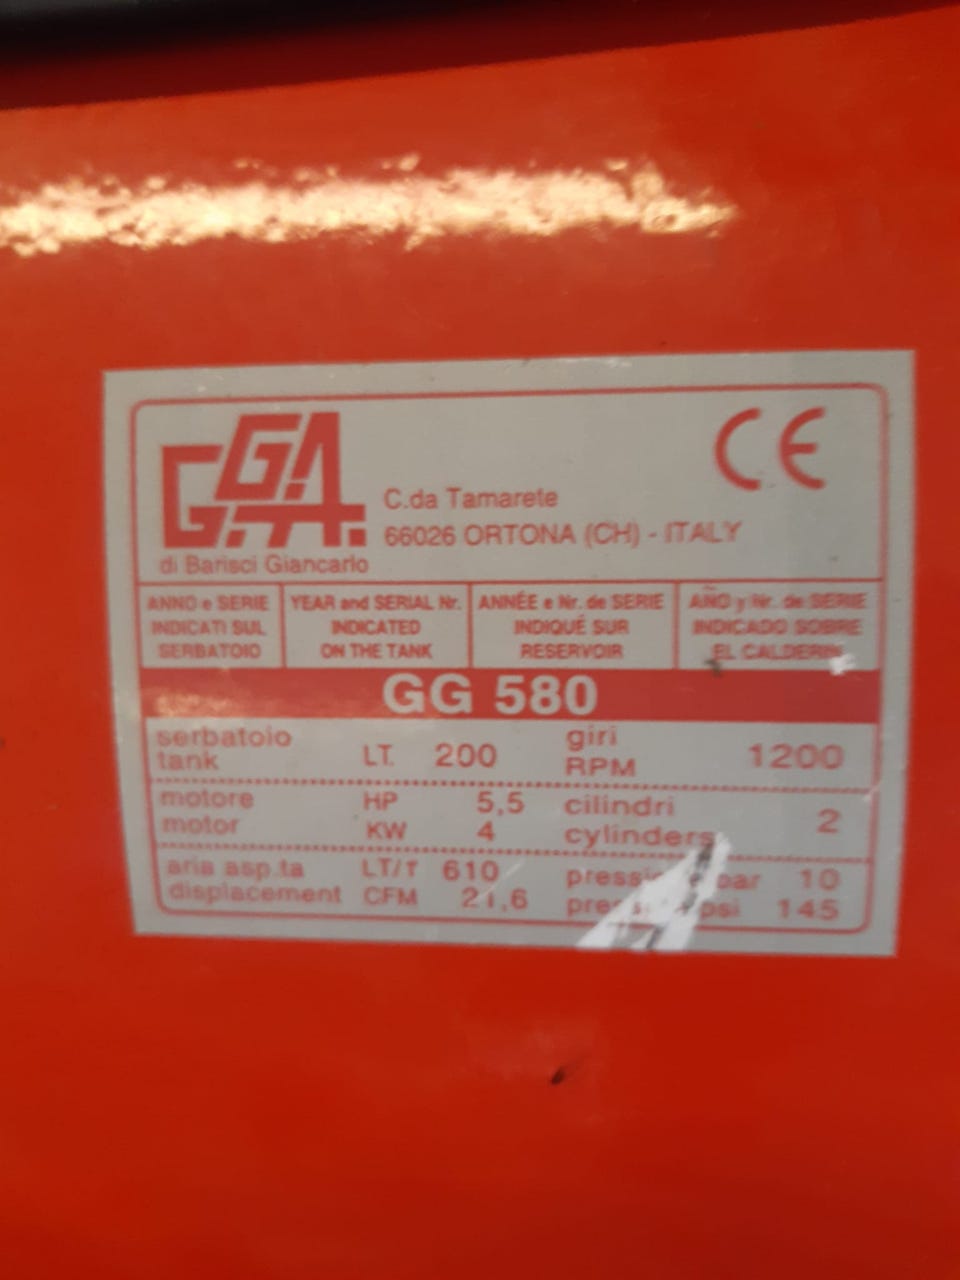 G.G.A.
CE
C.da Tamarete
66026 ORTONA (CH) - ITALY
di Barisci Giancarlo
ANNO e SERIE
INDICATI SUL
SERBATOIO
YEAR and SERIAL Nr.
INDICATED
ON THE TANK
ANNÉE e Nr. de SERIE
INDIQUÉ SUR
RESERVOIR
AÑO y Nr. de SERIE
INDICADO SOBRE
EL CALDERIN
GG 580
serbatoio
tank
LT. 200
giri
RPM
1200
motore
motor
HP 5,5
KW 4
cilindri
cylinders
2
aria asp.ta
displacement
LT/1' 610
CFM 21,6
bar 10
psi 145